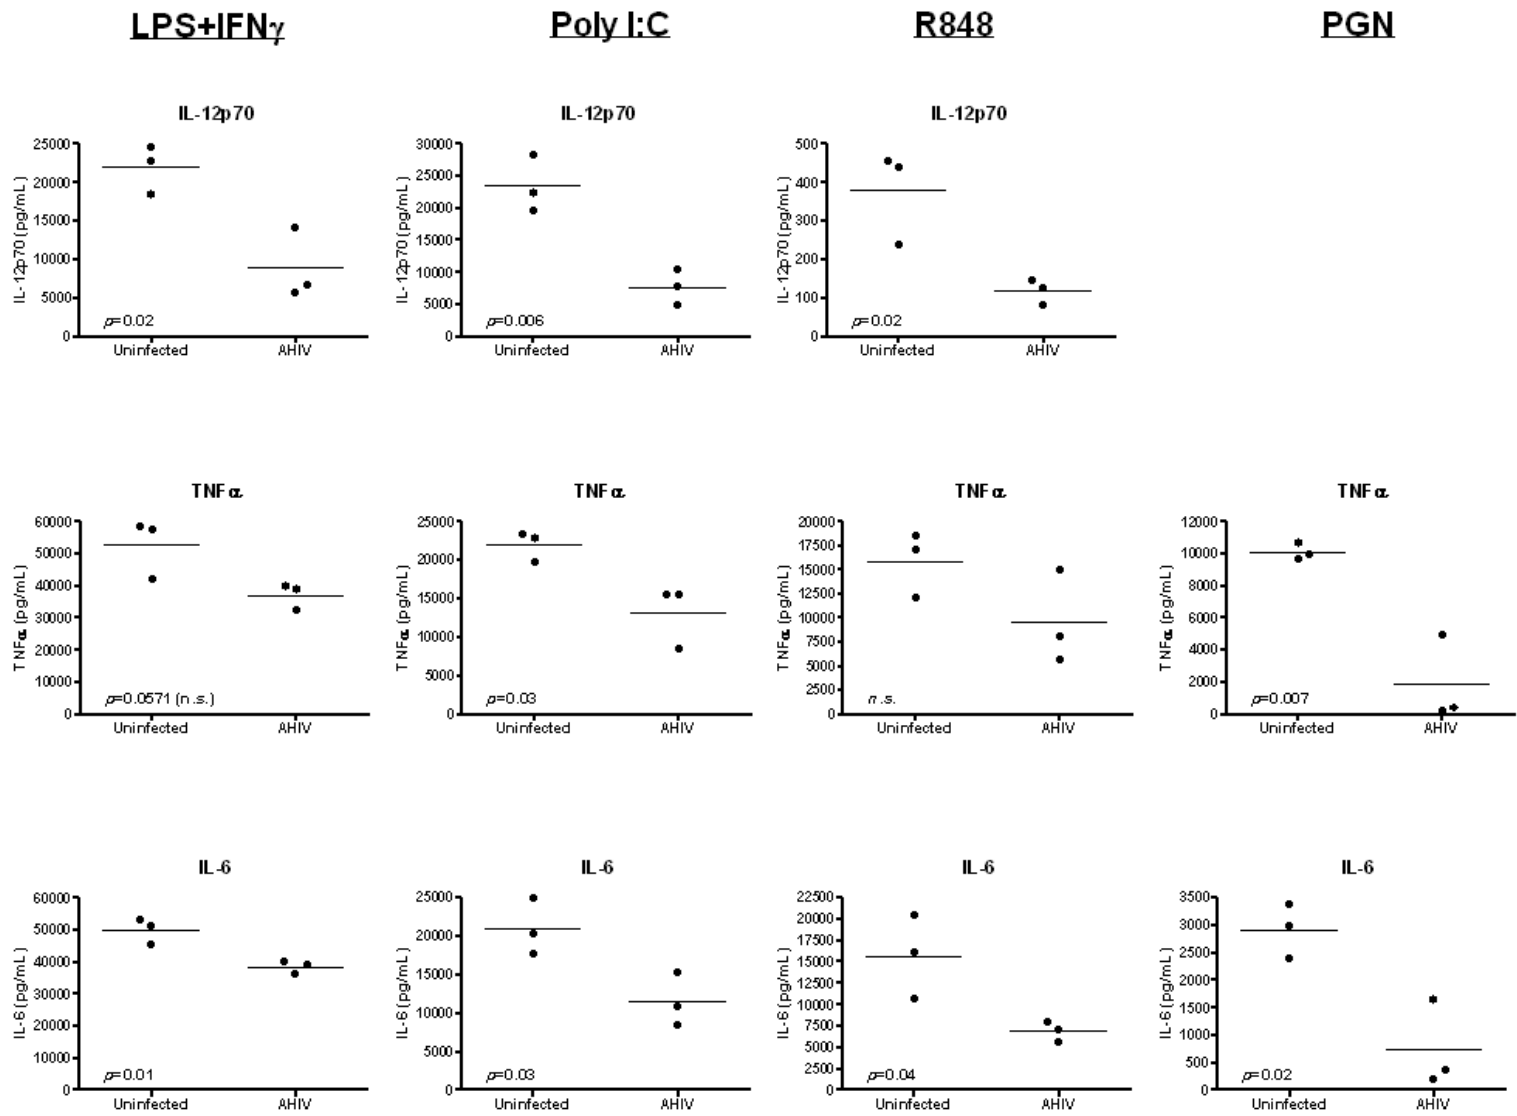 LPS+IFNγ
Poly I:C
R848
PGN
IL-12p70
IL-12p70 (pg/mL)
25000
20000
15000
10000
5000
0
p=0.02
Uninfected
AHIV
IL-12p70
IL-12p70 (pg/mL)
30000
25000
20000
15000
10000
5000
0
p=0.006
Uninfected
AHIV
IL-12p70
IL-12p70 (pg/mL)
500
400
300
200
100
0
p=0.02
Uninfected
AHIV
TNFα
TNFα (pg/mL)
60000
50000
40000
30000
20000
10000
0
p=0.0571 (n.s.)
Uninfected
AHIV
TNFα
TNFα (pg/mL)
25000
20000
15000
10000
5000
0
p=0.03
Uninfected
AHIV
TNFα
TNFα (pg/mL)
20000
17500
15000
12500
10000
7500
5000
2500
0
n.s.
Uninfected
AHIV
TNFα
TNFα (pg/mL)
12000
10000
8000
6000
4000
2000
0
p=0.007
Uninfected
AHIV
IL-6
IL-6 (pg/mL)
60000
50000
40000
30000
20000
10000
0
p=0.01
Uninfected
AHIV
IL-6
IL-6 (pg/mL)
25000
20000
15000
10000
5000
0
p=0.03
Uninfected
AHIV
IL-6
IL-6 (pg/mL)
22500
20000
17500
15000
12500
10000
7500
5000
2500
0
p=0.04
Uninfected
AHIV
IL-6
IL-6 (pg/mL)
3500
3000
2500
2000
1500
1000
500
0
p=0.02
Uninfected
AHIV